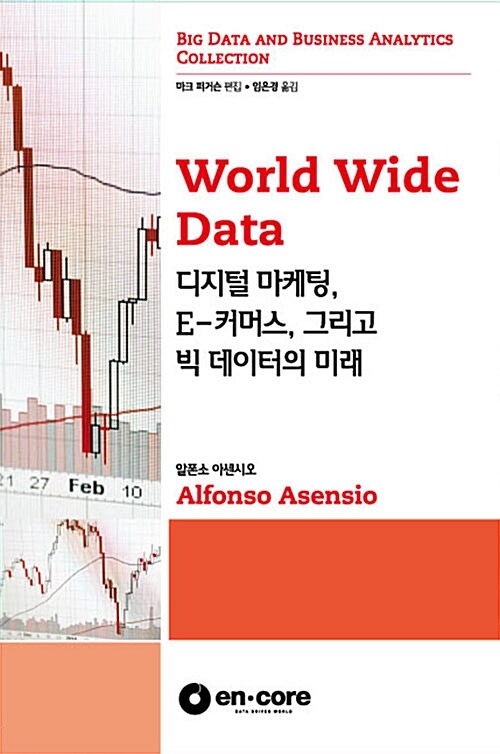 BIG DATA AND BUSINESS ANALYTICS
COLLECTION
마크 퍼거슨 편집 • 임은경 옮김
World Wide
Data
디지털 마케팅,
E-커머스, 그리고
빅 데이터의 미래
21 27 Feb 10
알폰소 아센시오
Alfonso Asensio
en·core
DATA DRIVEN WORLD